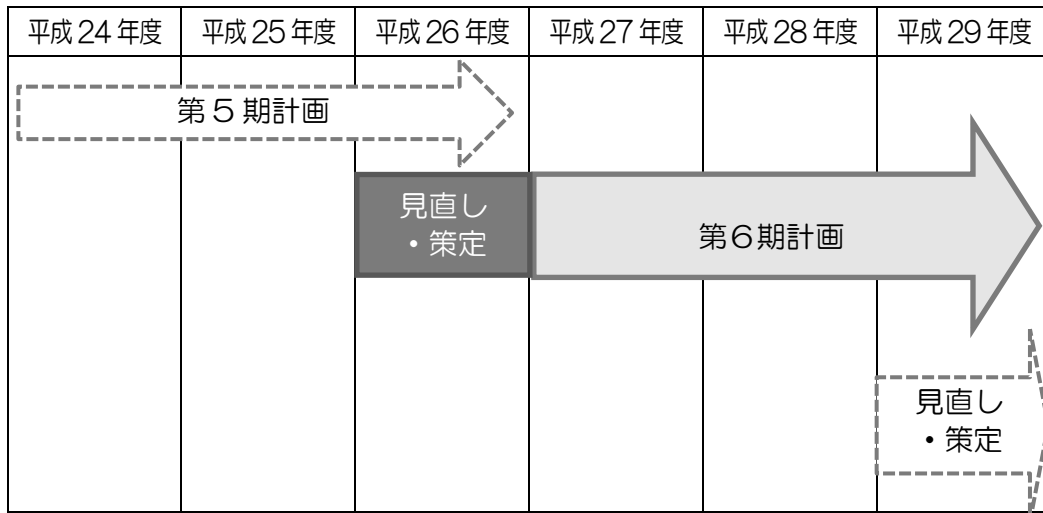 平成24年度 平成25年度 平成26年度 平成27年度 平成28年度 平成29年度
第5期計画
見直し
・策定
第6期計画
見直し
・策定